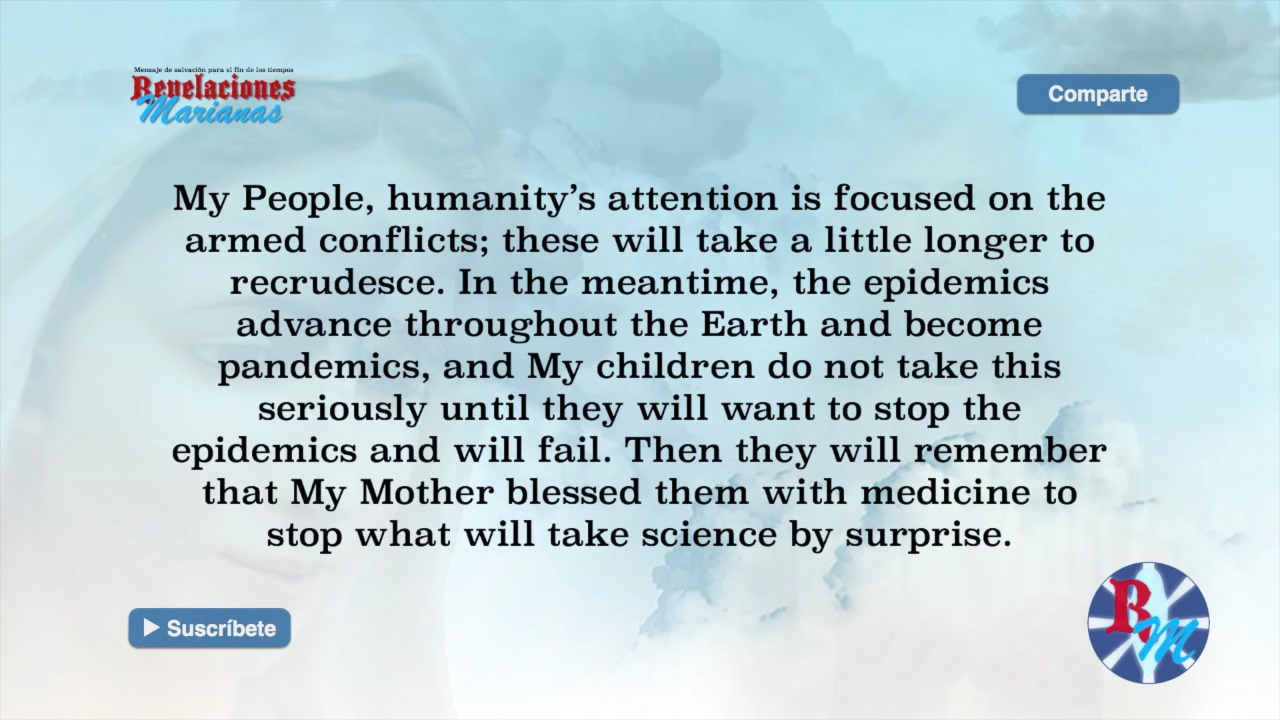 Mensaje de salvación para el fin de los tiempos
Revelaciones
Marianas
Comparte
My People, humanity’s attention is focused on the
armed conflicts; these will take a little longer to
recrudesce. In the meantime, the epidemics
advance throughout the Earth and become
pandemics, and My children do not take this
seriously until they will want to stop the
epidemics and will fail. Then they will remember
that My Mother blessed them with medicine to
stop what will take science by surprise.
Suscríbete
R
M